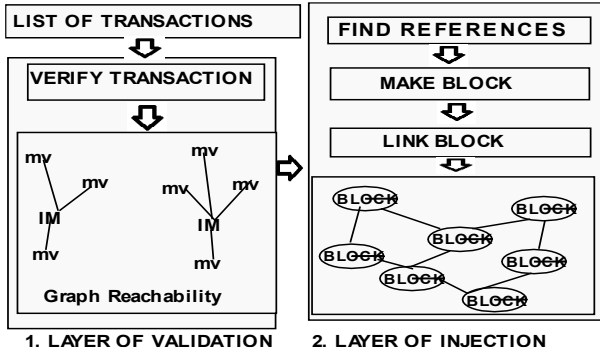 LIST OF TRANSACTIONS
VERIFY TRANSACTION
mv
mv
IM
mv
mv
mv
mv
IM
mv
Graph Reachability
1. LAYER OF VALIDATION
FIND REFERENCES
MAKE BLOCK
LINK BLOCK
BLOCK
BLOCK
BLOCK
BLOCK
BLOCK
BLOCK
BLOCK
2. LAYER OF INJECTION